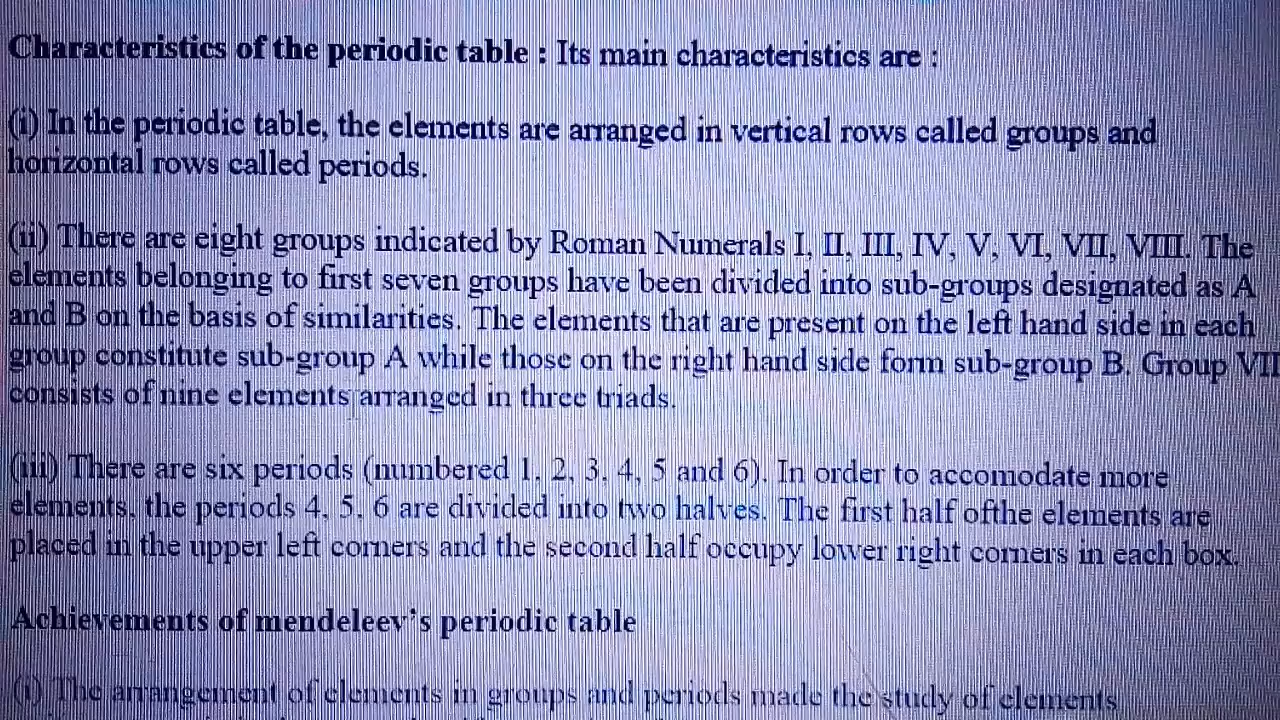 Characteristics of the periodic table : Its main characteristics are :
(i) In the periodic table, the elements are arranged in vertical rows called groups and
horizontal rows called periods.
(ii) There are eight groups indicated by Roman Numerals I, II, III, IV, V, VI, VII, VIII. The
elements belonging to first seven groups have been divided into sub-groups designated as A
and B on the basis of similarities. The elements that are present on the left hand side in each
group constitute sub-group A while those on the right hand side form sub-group B. Group VII
consists of nine elements arranged in three triads.
(iii) There are six periods (numbered 1, 2, 3, 4, 5 and 6). In order to accomodate more
elements, the periods 4, 5, 6 are divided into two halves. The first half ofthe elements are
placed in the upper left corners and the second half occupy lower right corners in each box.
Achievements of mendeleev's periodic table
(i) The arrangement of elements in groups and periods made the study of elements